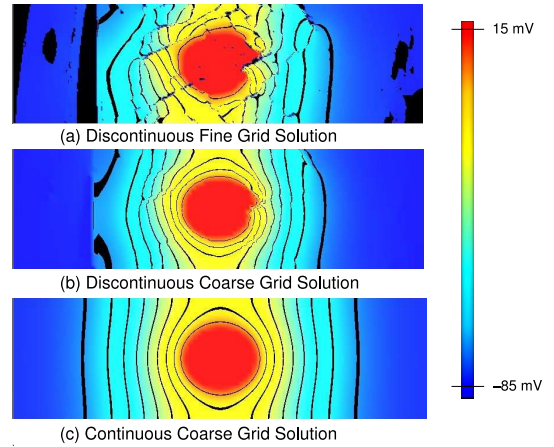 15 mV
(a) Discontinuous Fine Grid Solution
(b) Discontinuous Coarse Grid Solution
–85 mV
(c) Continuous Coarse Grid Solution